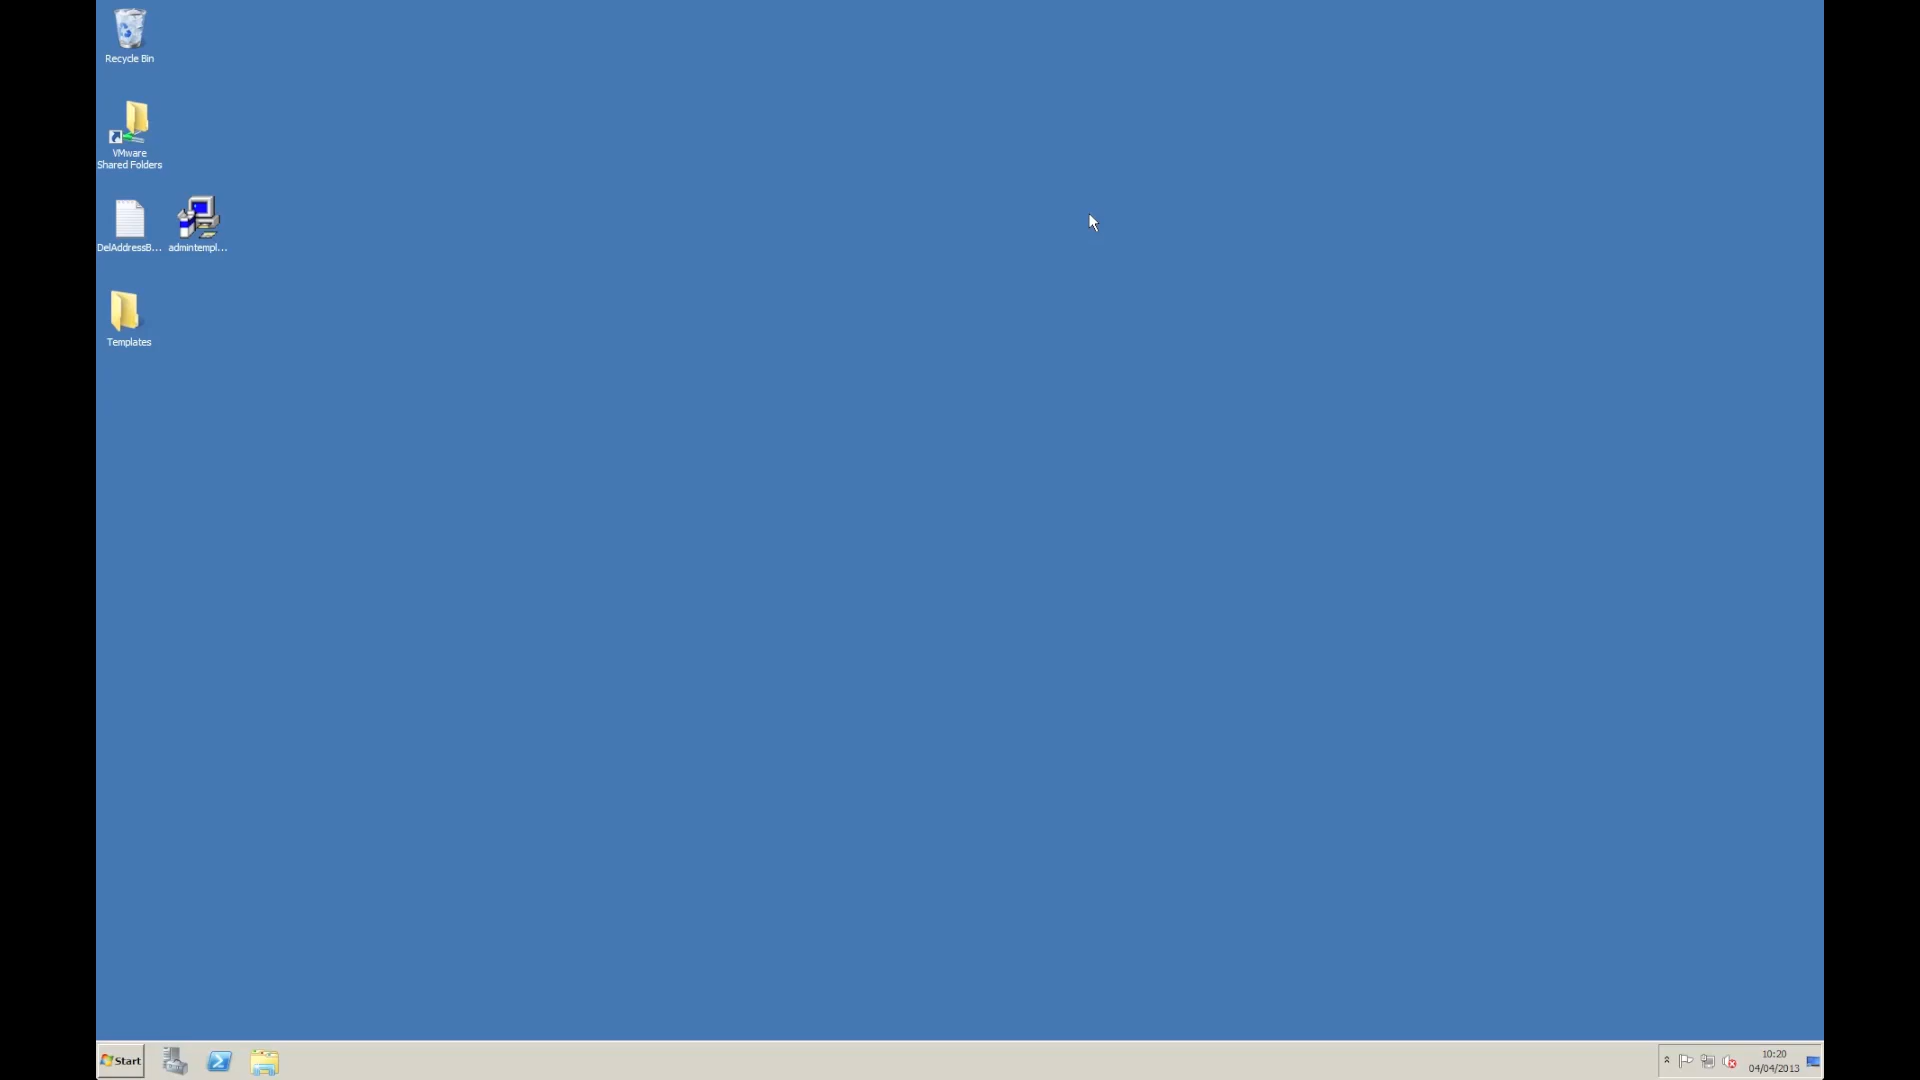 Recycle Bin
VMware
Shared Folders
DelAddressB...
admintempl...
Templates
Start
10:20
04/04/2013